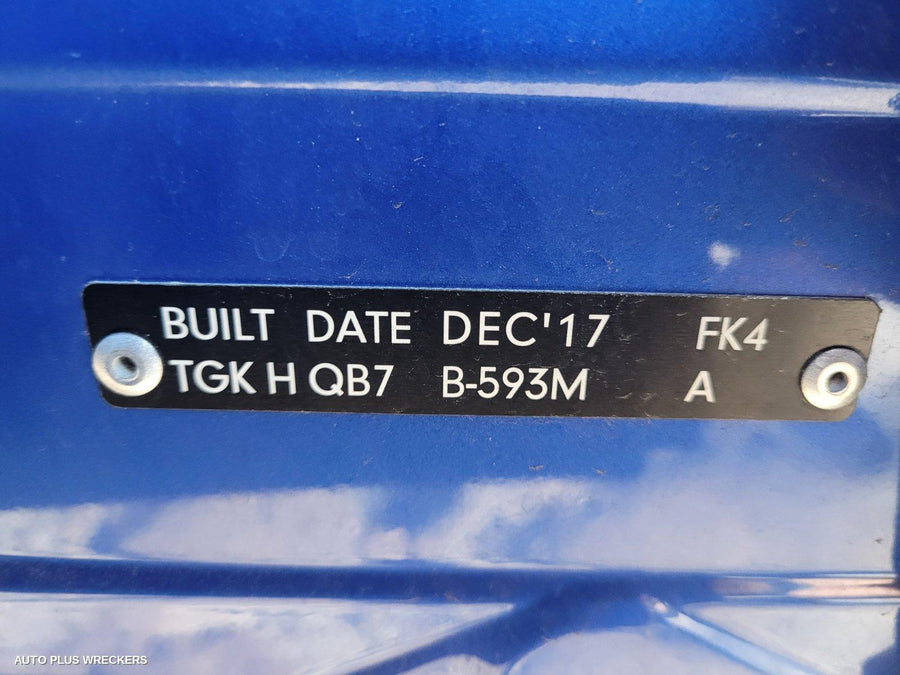 BUILT DATE DEC'17 FK4
TGK H QB7 B-593M A
AUTO PLUS WRECKERS